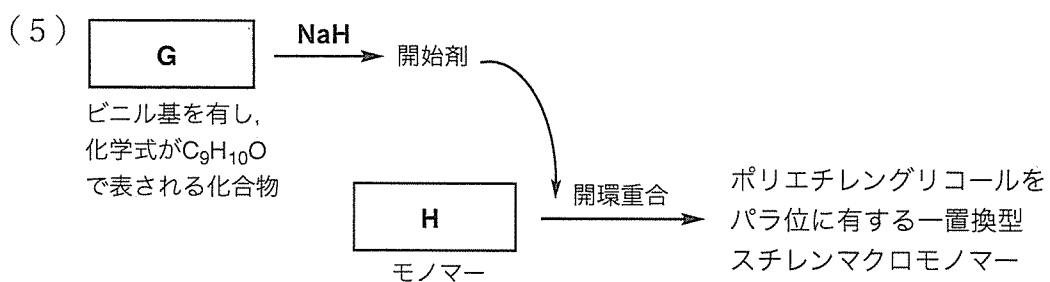 （5）
G
NaH
開始剤
ビニル基を有し,
化学式がC₉H₁₀O
で表される化合物
H
モノマー
開環重合
ポリエチレングリコールを
パラ位に有する一置換型
スチレンマクロモノマー